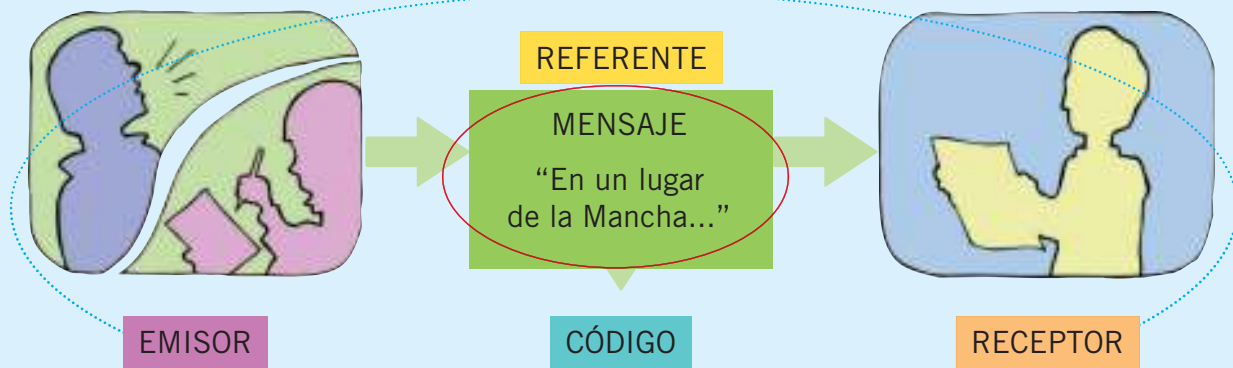 REFERENTE
MENSAJE
“En un lugar
de la Mancha...”
EMISOR
CÓDIGO
RECEPTOR